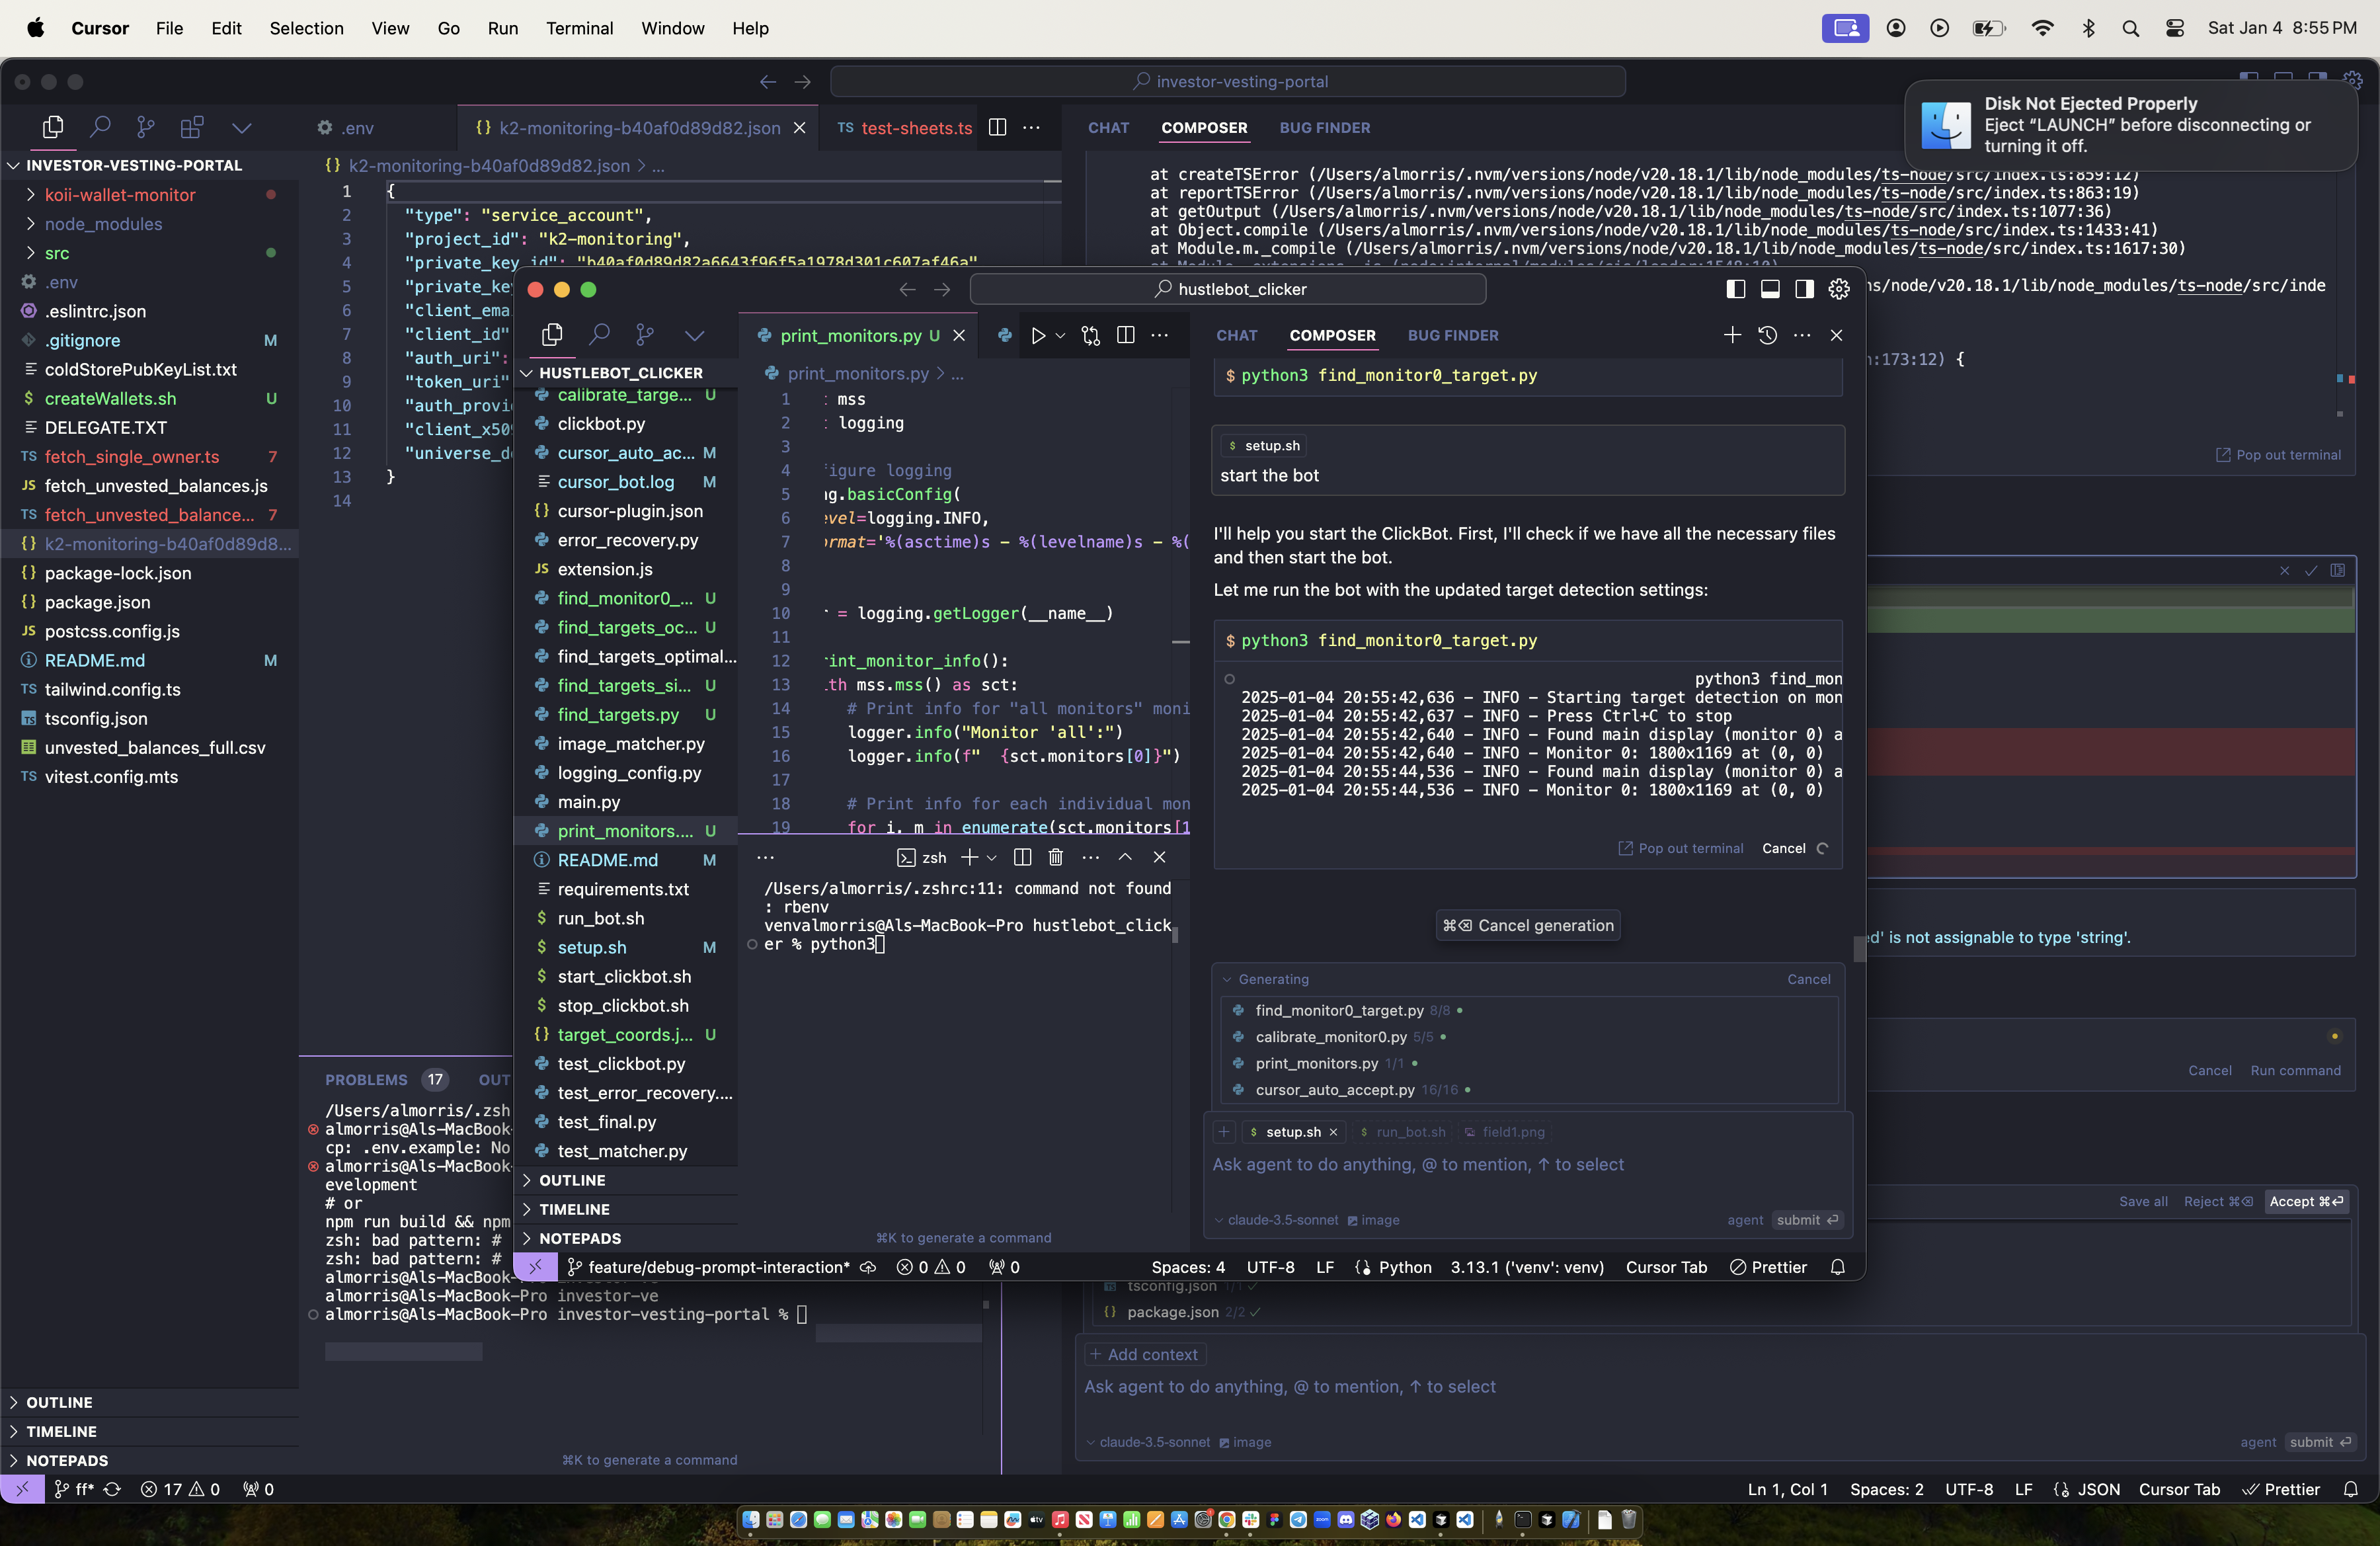 Cursor File Edit Selection View Go Run Terminal Window Help
Sat Jan 4 8:55 PM
investor-vesting-portal
Disk Not Ejected Properly
Eject “LAUNCH” before disconnecting or
turning it off.
.env
{} k2-monitoring-b40af0d89d82.json
TS test-sheets.ts
CHAT COMPOSER BUG FINDER
INVESTOR-VESTING-PORTAL
koii-wallet-monitor
node_modules
src
.env
.eslintrc.json
.gitignore M
coldStorePubKeyList.txt
$ createWallets.sh U
DELEGATE.TXT
TS fetch_single_owner.ts 7
JS fetch_unvested_balances.js
TS fetch_unvested_balance... 7
{} k2-monitoring-b40af0d89d8...
{} package-lock.json
{} package.json
JS postcss.config.js
README.md M
TS tailwind.config.ts
TS tsconfig.json
unvested_balances_full.csv
TS vitest.config.mts
OUTLINE
TIMELINE
NOTEPADS
{} k2-monitoring-b40af0d89d82.json > ...
1 {
2 "type": "service_account",
3 "project_id": "k2-monitoring",
4 "private_key_id": "b40af0d89d82a6643f96f5a1978d301c607af46a"
5 "private_key
6 "client_ema
7 "client_id"
8 "auth_uri":
9 "token_uri"
10 "auth_provi
11 "client_x50
12 "universe_d
13 }
14
at createTSError (/Users/almorris/.nvm/versions/node/v20.18.1/lib/node_modules/ts-node/src/index.ts:859:12)
at reportTSError (/Users/almorris/.nvm/versions/node/v20.18.1/lib/node_modules/ts-node/src/index.ts:863:19)
at getOutput (/Users/almorris/.nvm/versions/node/v20.18.1/lib/node_modules/ts-node/src/index.ts:1077:36)
at Object.compile (/Users/almorris/.nvm/versions/node/v20.18.1/lib/node_modules/ts-node/src/index.ts:1433:41)
at Module.m._compile (/Users/almorris/.nvm/versions/node/v20.18.1/lib/node_modules/ts-node/src/index.ts:1617:30)
ns/node/v20.18.1/lib/node_modules/ts-node/src/inde
:173:12) {
Pop out terminal
hustlebot_clicker
HUSTLEBOT_CLICKER
calibrate_targe... U
clickbot.py
cursor_auto_ac... M
cursor_bot.log M
{} cursor-plugin.json
error_recovery.py
JS extension.js
find_monitor0_... U
find_targets_oc... U
find_targets_optimal...
find_targets_si... U
find_targets.py U
image_matcher.py
logging_config.py
main.py
print_monitors.... U
README.md M
requirements.txt
$ run_bot.sh
$ setup.sh M
$ start_clickbot.sh
$ stop_clickbot.sh
{} target_coords.j... U
test_clickbot.py
test_error_recovery....
test_final.py
test_matcher.py
OUTLINE
TIMELINE
NOTEPADS
print_monitors.py U
print_monitors.py > ...
1 : mss
2 : logging
3
4 figure logging
5 ng.basicConfig(
6 evel=logging.INFO,
7 ormat='%(asctime)s - %(levelname)s - %(
8
9
10 = logging.getLogger(__name__)
11
12 rint_monitor_info():
13 ith mss.mss() as sct:
14 # Print info for "all monitors" moni
15 logger.info("Monitor 'all':")
16 logger.info(f" {sct.monitors[0]}")
17
18 # Print info for each individual mon
19 for i, m in enumerate(sct.monitors[1
zsh
/Users/almorris/.zshrc:11: command not found
: rbenv
venvalmorris@Als-MacBook-Pro hustlebot_click
er % python3
⌘K to generate a command
CHAT COMPOSER BUG FINDER
$ python3 find_monitor0_target.py
$ setup.sh
start the bot
I'll help you start the ClickBot. First, I'll check if we have all the necessary files
and then start the bot.
Let me run the bot with the updated target detection settings:
$ python3 find_monitor0_target.py
python3 find_mon
2025-01-04 20:55:42,636 - INFO - Starting target detection on mon
2025-01-04 20:55:42,637 - INFO - Press Ctrl+C to stop
2025-01-04 20:55:42,640 - INFO - Found main display (monitor 0) a
2025-01-04 20:55:42,640 - INFO - Monitor 0: 1800x1169 at (0, 0)
2025-01-04 20:55:44,536 - INFO - Found main display (monitor 0) a
2025-01-04 20:55:44,536 - INFO - Monitor 0: 1800x1169 at (0, 0)
Pop out terminal Cancel
⌘⌫ Cancel generation
Generating Cancel
find_monitor0_target.py 8/8
calibrate_monitor0.py 5/5
print_monitors.py 1/1
cursor_auto_accept.py 16/16
+ $ setup.sh × $ run_bot.sh field1.png
Ask agent to do anything, @ to mention, ↑ to select
claude-3.5-sonnet image agent submit ↵
feature/debug-prompt-interaction* 0 0 0 Spaces: 4 UTF-8 LF Python 3.13.1 ('venv': venv) Cursor Tab Prettier
ed' is not assignable to type 'string'.
Cancel Run command
Save all Reject ⌘⌫ Accept ⌘↵
tsconfig.json 1/1
{} package.json 2/2
+ Add context
Ask agent to do anything, @ to mention, ↑ to select
claude-3.5-sonnet image agent submit ↵
PROBLEMS 17 OUT
/Users/almorris/.zsh
almorris@Als-MacBook-
cp: .env.example: No
almorris@Als-MacBook-
evelopment
# or
npm run build && npm
zsh: bad pattern: #
zsh: bad pattern: #
almorris@Als-MacBook-Pro investor-ve
almorris@Als-MacBook-Pro investor-ve
almorris@Als-MacBook-Pro investor-vesting-portal %
⌘K to generate a command
ff* 17 0 0 Ln 1, Col 1 Spaces: 2 UTF-8 LF {} JSON Cursor Tab Prettier